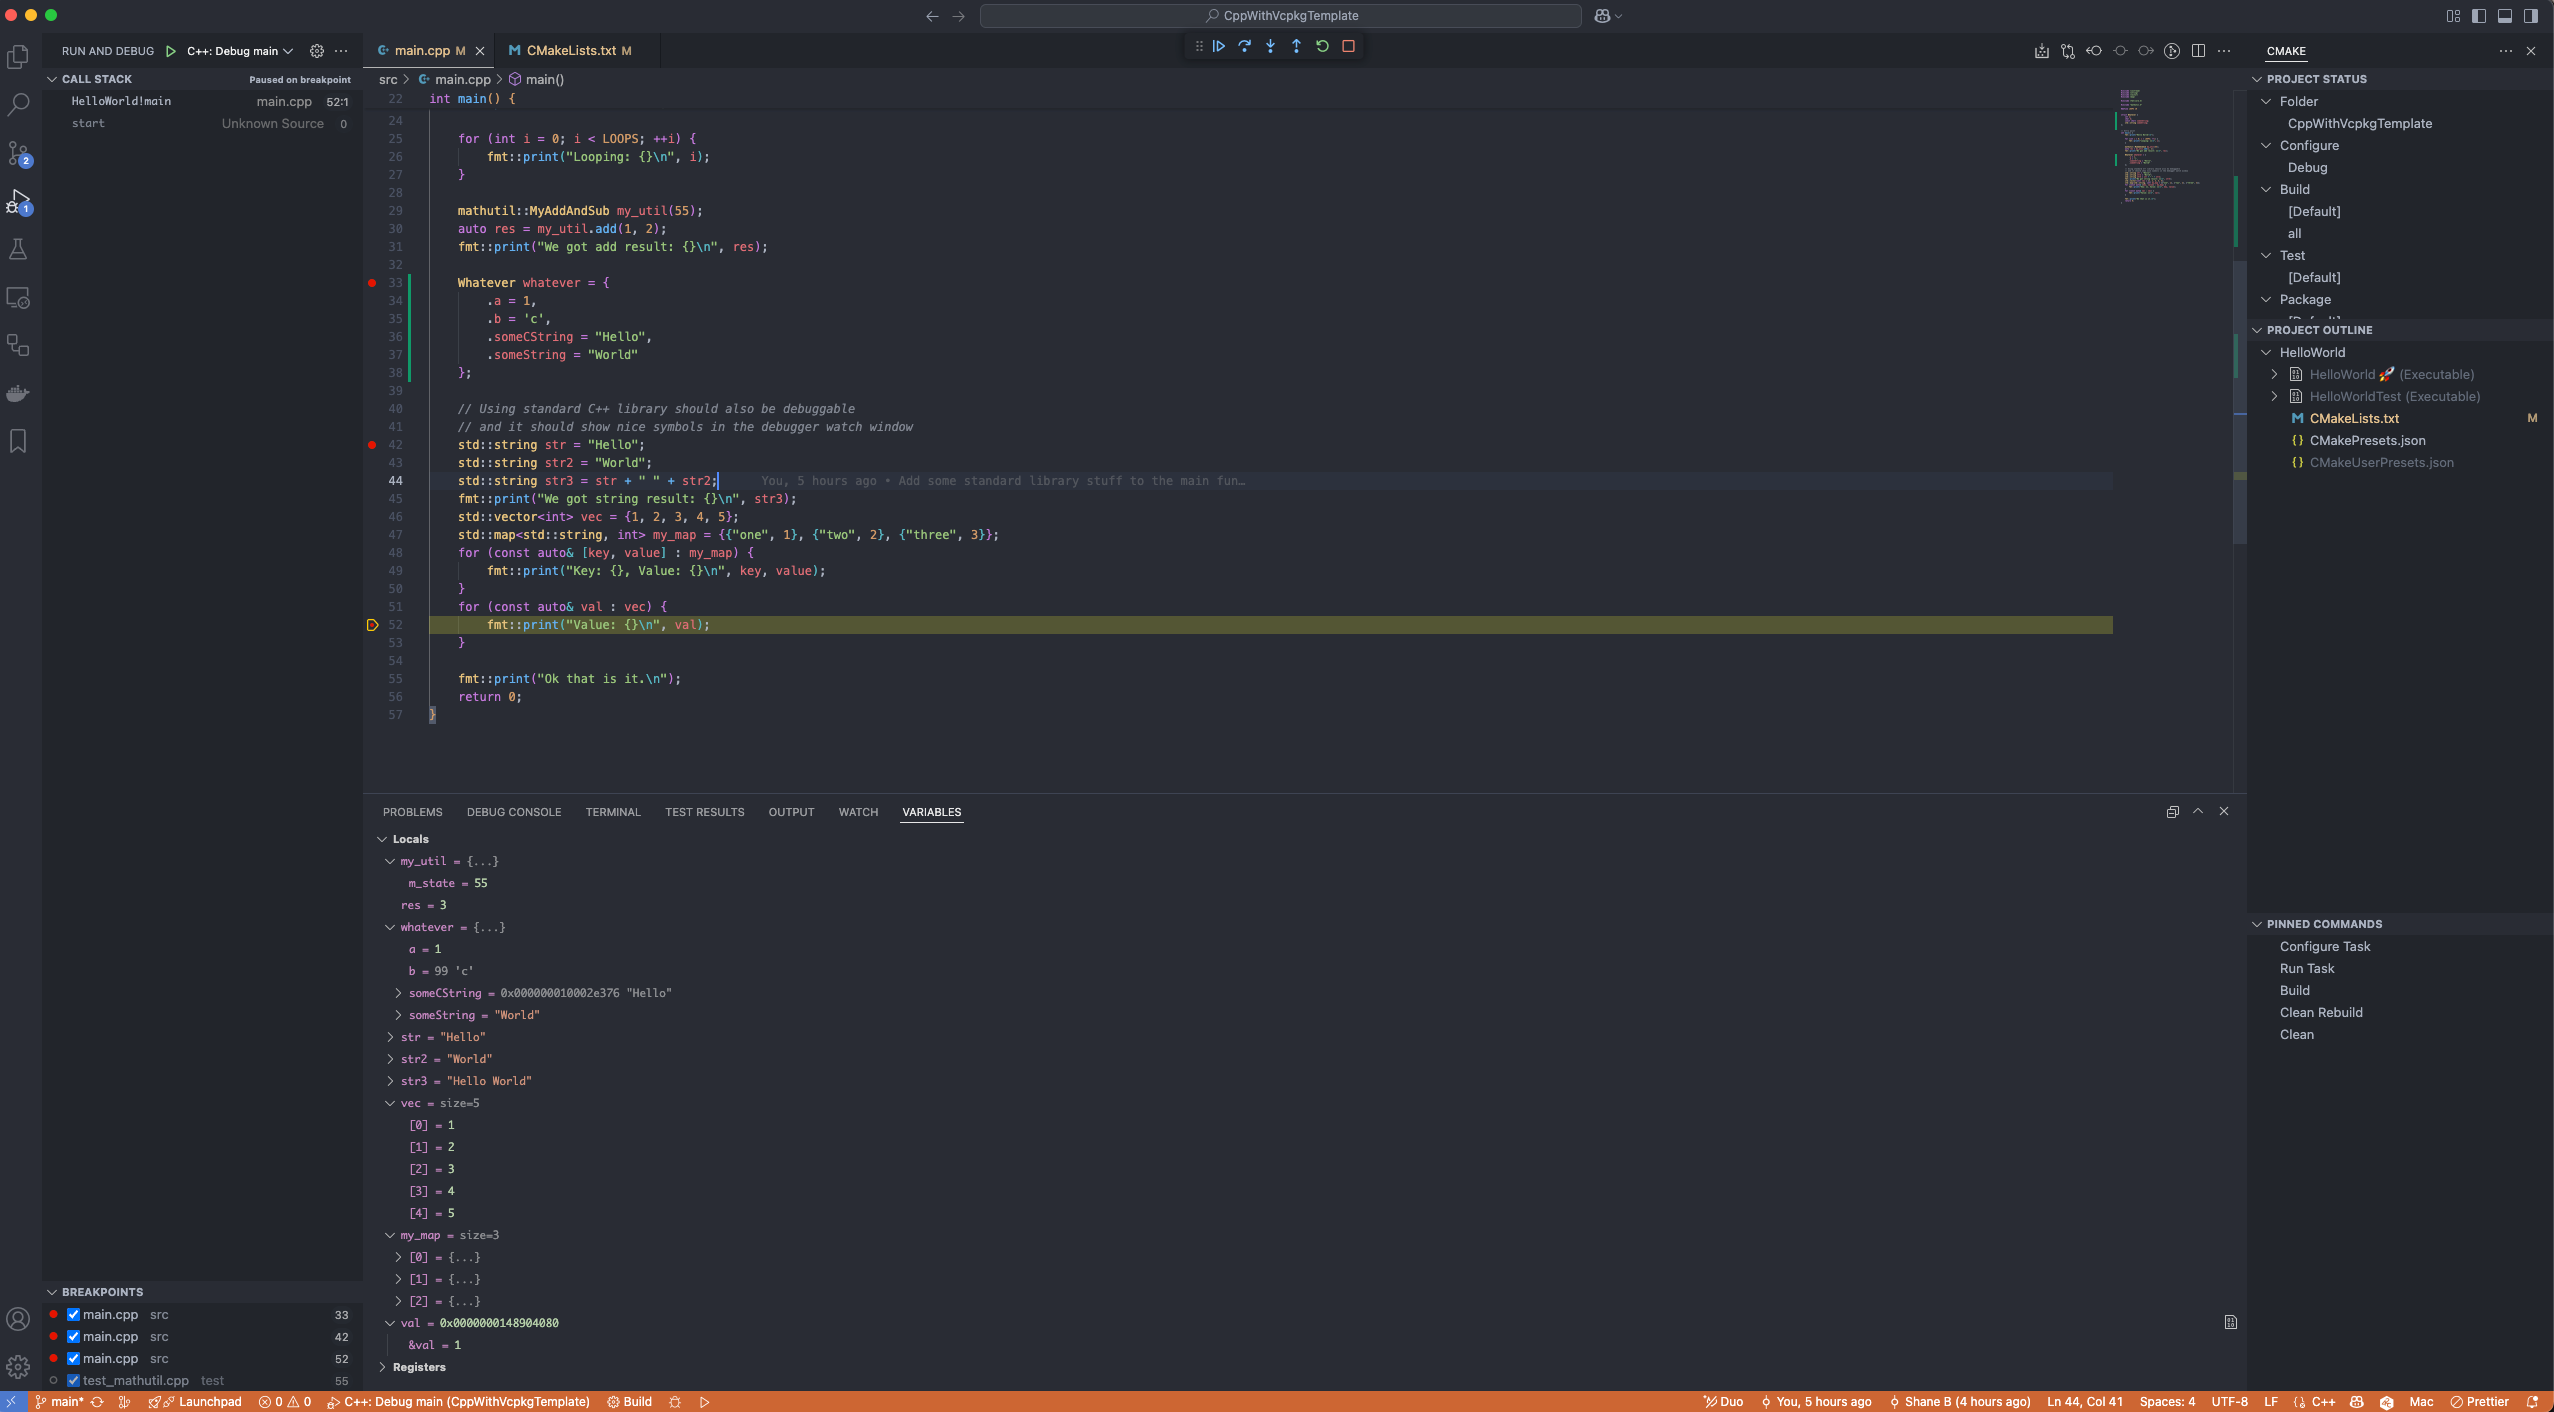 CppWithVcpkgTemplate
RUN AND DEBUG C++: Debug main
CALL STACK Paused on breakpoint
HelloWorld!main main.cpp 52:1
start Unknown Source 0
2
1
main.cpp M
CMakeLists.txt M
src > main.cpp > main()
22 int main() {
24
25 for (int i = 0; i < LOOPS; ++i) {
26 fmt::print("Looping: {}\n", i);
27 }
28
29 mathutil::MyAddAndSub my_util(55);
30 auto res = my_util.add(1, 2);
31 fmt::print("We got add result: {}\n", res);
32
33 Whatever whatever = {
34 .a = 1,
35 .b = 'c',
36 .someCString = "Hello",
37 .someString = "World"
38 };
39
40 // Using standard C++ library should also be debuggable
41 // and it should show nice symbols in the debugger watch window
42 std::string str = "Hello";
43 std::string str2 = "World";
44 std::string str3 = str + " " + str2; You, 5 hours ago • Add some standard library stuff to the main fun…
45 fmt::print("We got string result: {}\n", str3);
46 std::vector<int> vec = {1, 2, 3, 4, 5};
47 std::map<std::string, int> my_map = {{"one", 1}, {"two", 2}, {"three", 3}};
48 for (const auto& [key, value] : my_map) {
49 fmt::print("Key: {}, Value: {}\n", key, value);
50 }
51 for (const auto& val : vec) {
52 fmt::print("Value: {}\n", val);
53 }
54
55 fmt::print("Ok that is it.\n");
56 return 0;
57 }
PROBLEMS DEBUG CONSOLE TERMINAL TEST RESULTS OUTPUT WATCH VARIABLES
Locals
my_util = {...}
m_state = 55
res = 3
whatever = {...}
a = 1
b = 99 'c'
someCString = 0x000000010002e376 "Hello"
someString = "World"
str = "Hello"
str2 = "World"
str3 = "Hello World"
vec = size=5
[0] = 1
[1] = 2
[2] = 3
[3] = 4
[4] = 5
my_map = size=3
[0] = {...}
[1] = {...}
[2] = {...}
val = 0x0000000148904080
&val = 1
Registers
BREAKPOINTS
main.cpp src 33
main.cpp src 42
main.cpp src 52
test_mathutil.cpp test 55
CMAKE
PROJECT STATUS
Folder
CppWithVcpkgTemplate
Configure
Debug
Build
[Default]
all
Test
[Default]
Package
PROJECT OUTLINE
HelloWorld
HelloWorld 🚀 (Executable)
HelloWorldTest (Executable)
CMakeLists.txt M
CMakePresets.json
CMakeUserPresets.json
PINNED COMMANDS
Configure Task
Run Task
Build
Clean Rebuild
Clean
main* Launchpad 0 0 C++: Debug main (CppWithVcpkgTemplate) Build Duo You, 5 hours ago Shane B (4 hours ago) Ln 44, Col 41 Spaces: 4 UTF-8 LF C++ Mac Prettier